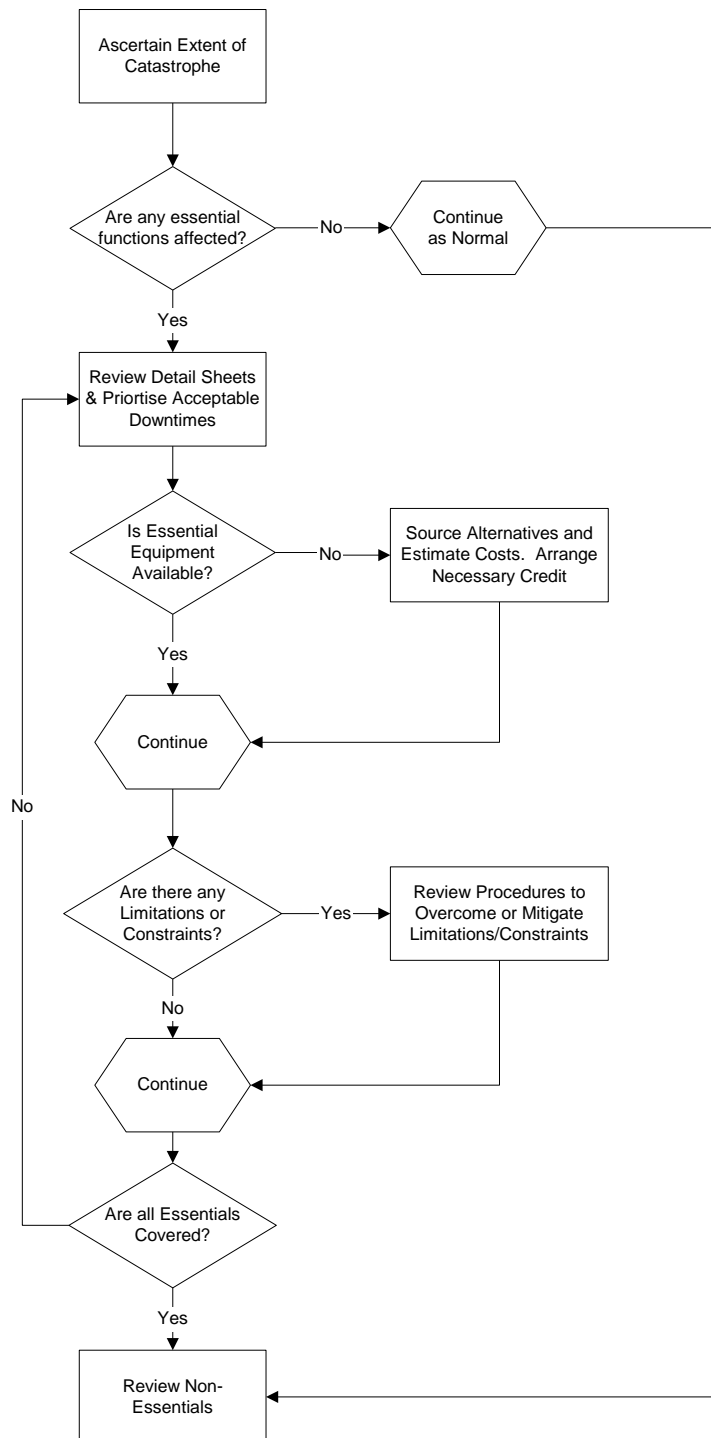 Ascertain Extent of
Catastrophe
Are any essential
functions affected?
No
Continue
as Normal
Yes
Review Detail Sheets
& Priortise Acceptable
Downtimes
Is Essential
Equipment
Available?
No
Source Alternatives and
Estimate Costs.  Arrange
Necessary Credit
Yes
Continue
No
Are there any
Limitations or
Constraints?
Yes
Review Procedures to
Overcome or Mitigate
Limitations/Constraints
No
Continue
Are all Essentials
Covered?
Yes
Review Non-
Essentials